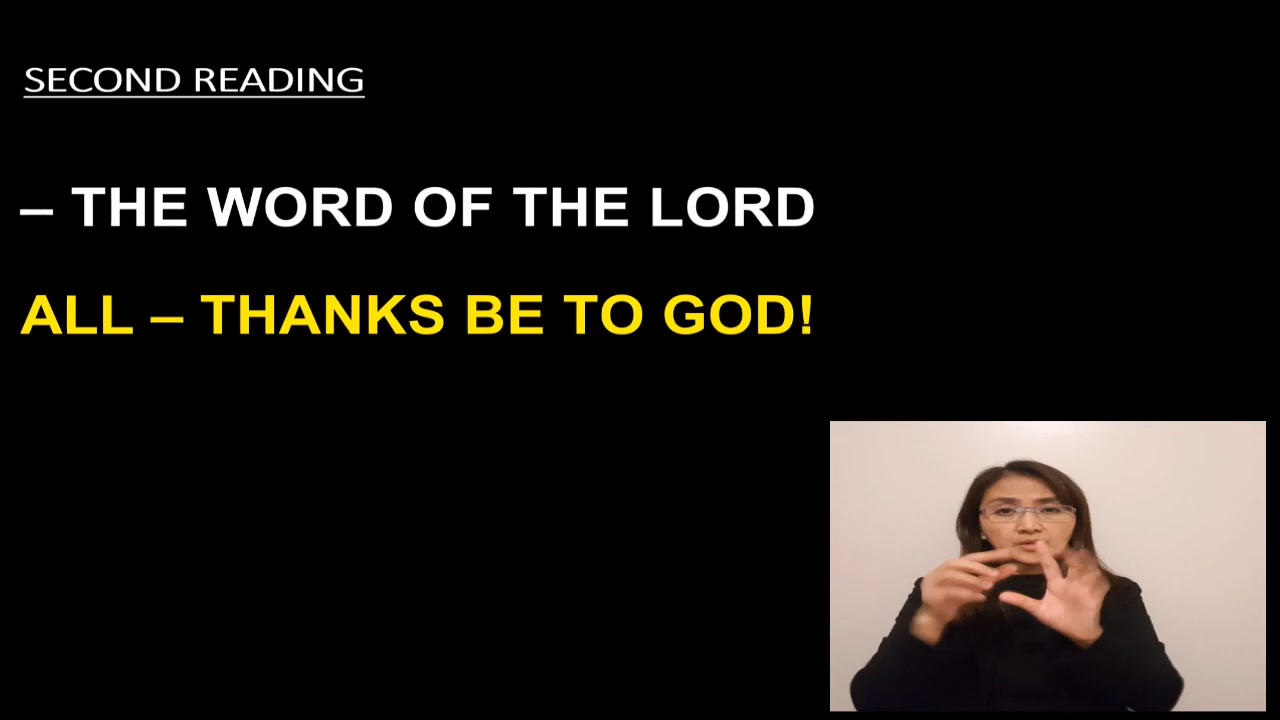 SECOND READING
– THE WORD OF THE LORD
ALL – THANKS BE TO GOD!